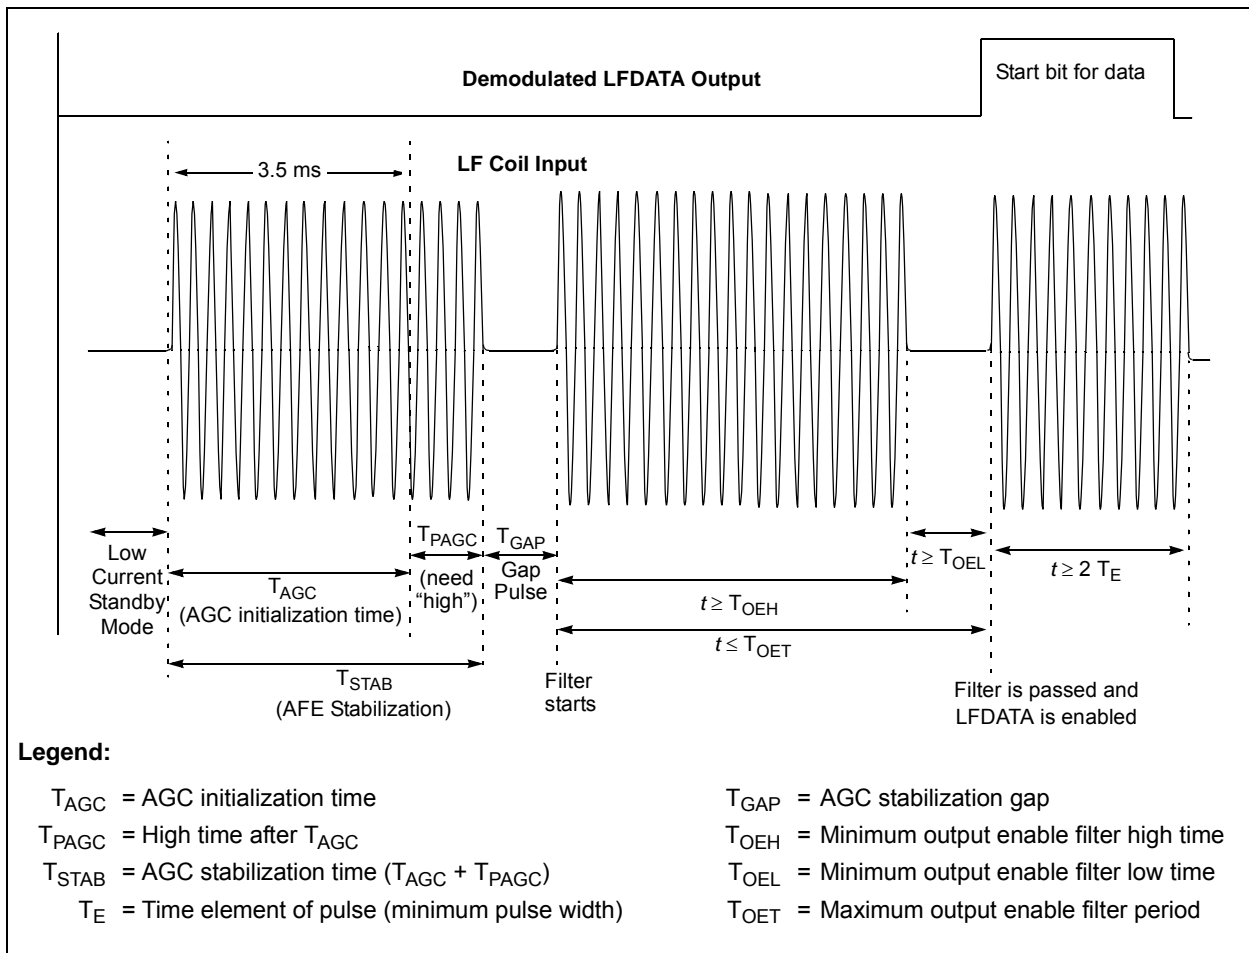 Demodulated LFDATA Output
Start bit for data
3.5 ms
LF Coil Input
Low
Current
Standby
Mode
TAGC
(AGC initialization time)
TPAGC
(need
“high”)
TGAP
Gap
Pulse
t ≥ TOEL
t ≥ 2 TE
t ≥ TOEH
t ≤ TOET
TSTAB
(AFE Stabilization)
Filter
starts
Filter is passed and
LFDATA is enabled
Legend:
TAGC = AGC initialization time
TPAGC = High time after TAGC
TSTAB = AGC stabilization time (TAGC + TPAGC)
TE = Time element of pulse (minimum pulse width)
TGAP = AGC stabilization gap
TOEH = Minimum output enable filter high time
TOEL = Minimum output enable filter low time
TOET = Maximum output enable filter period